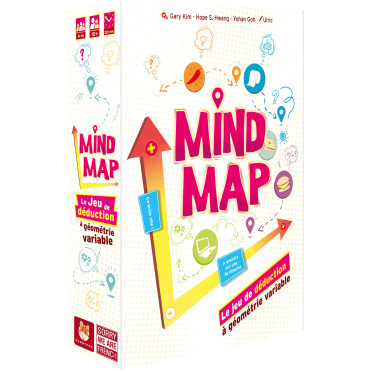 Gary Kim - Hope S. Hwang - Yohan Goh
Ulric
MIND
MAP
Le jeu de déduction
à géométrie variable
MIND
MAP
Le Jeu de
déduction
à géométrie
variable
SORRY
WE ARE
FRENCH